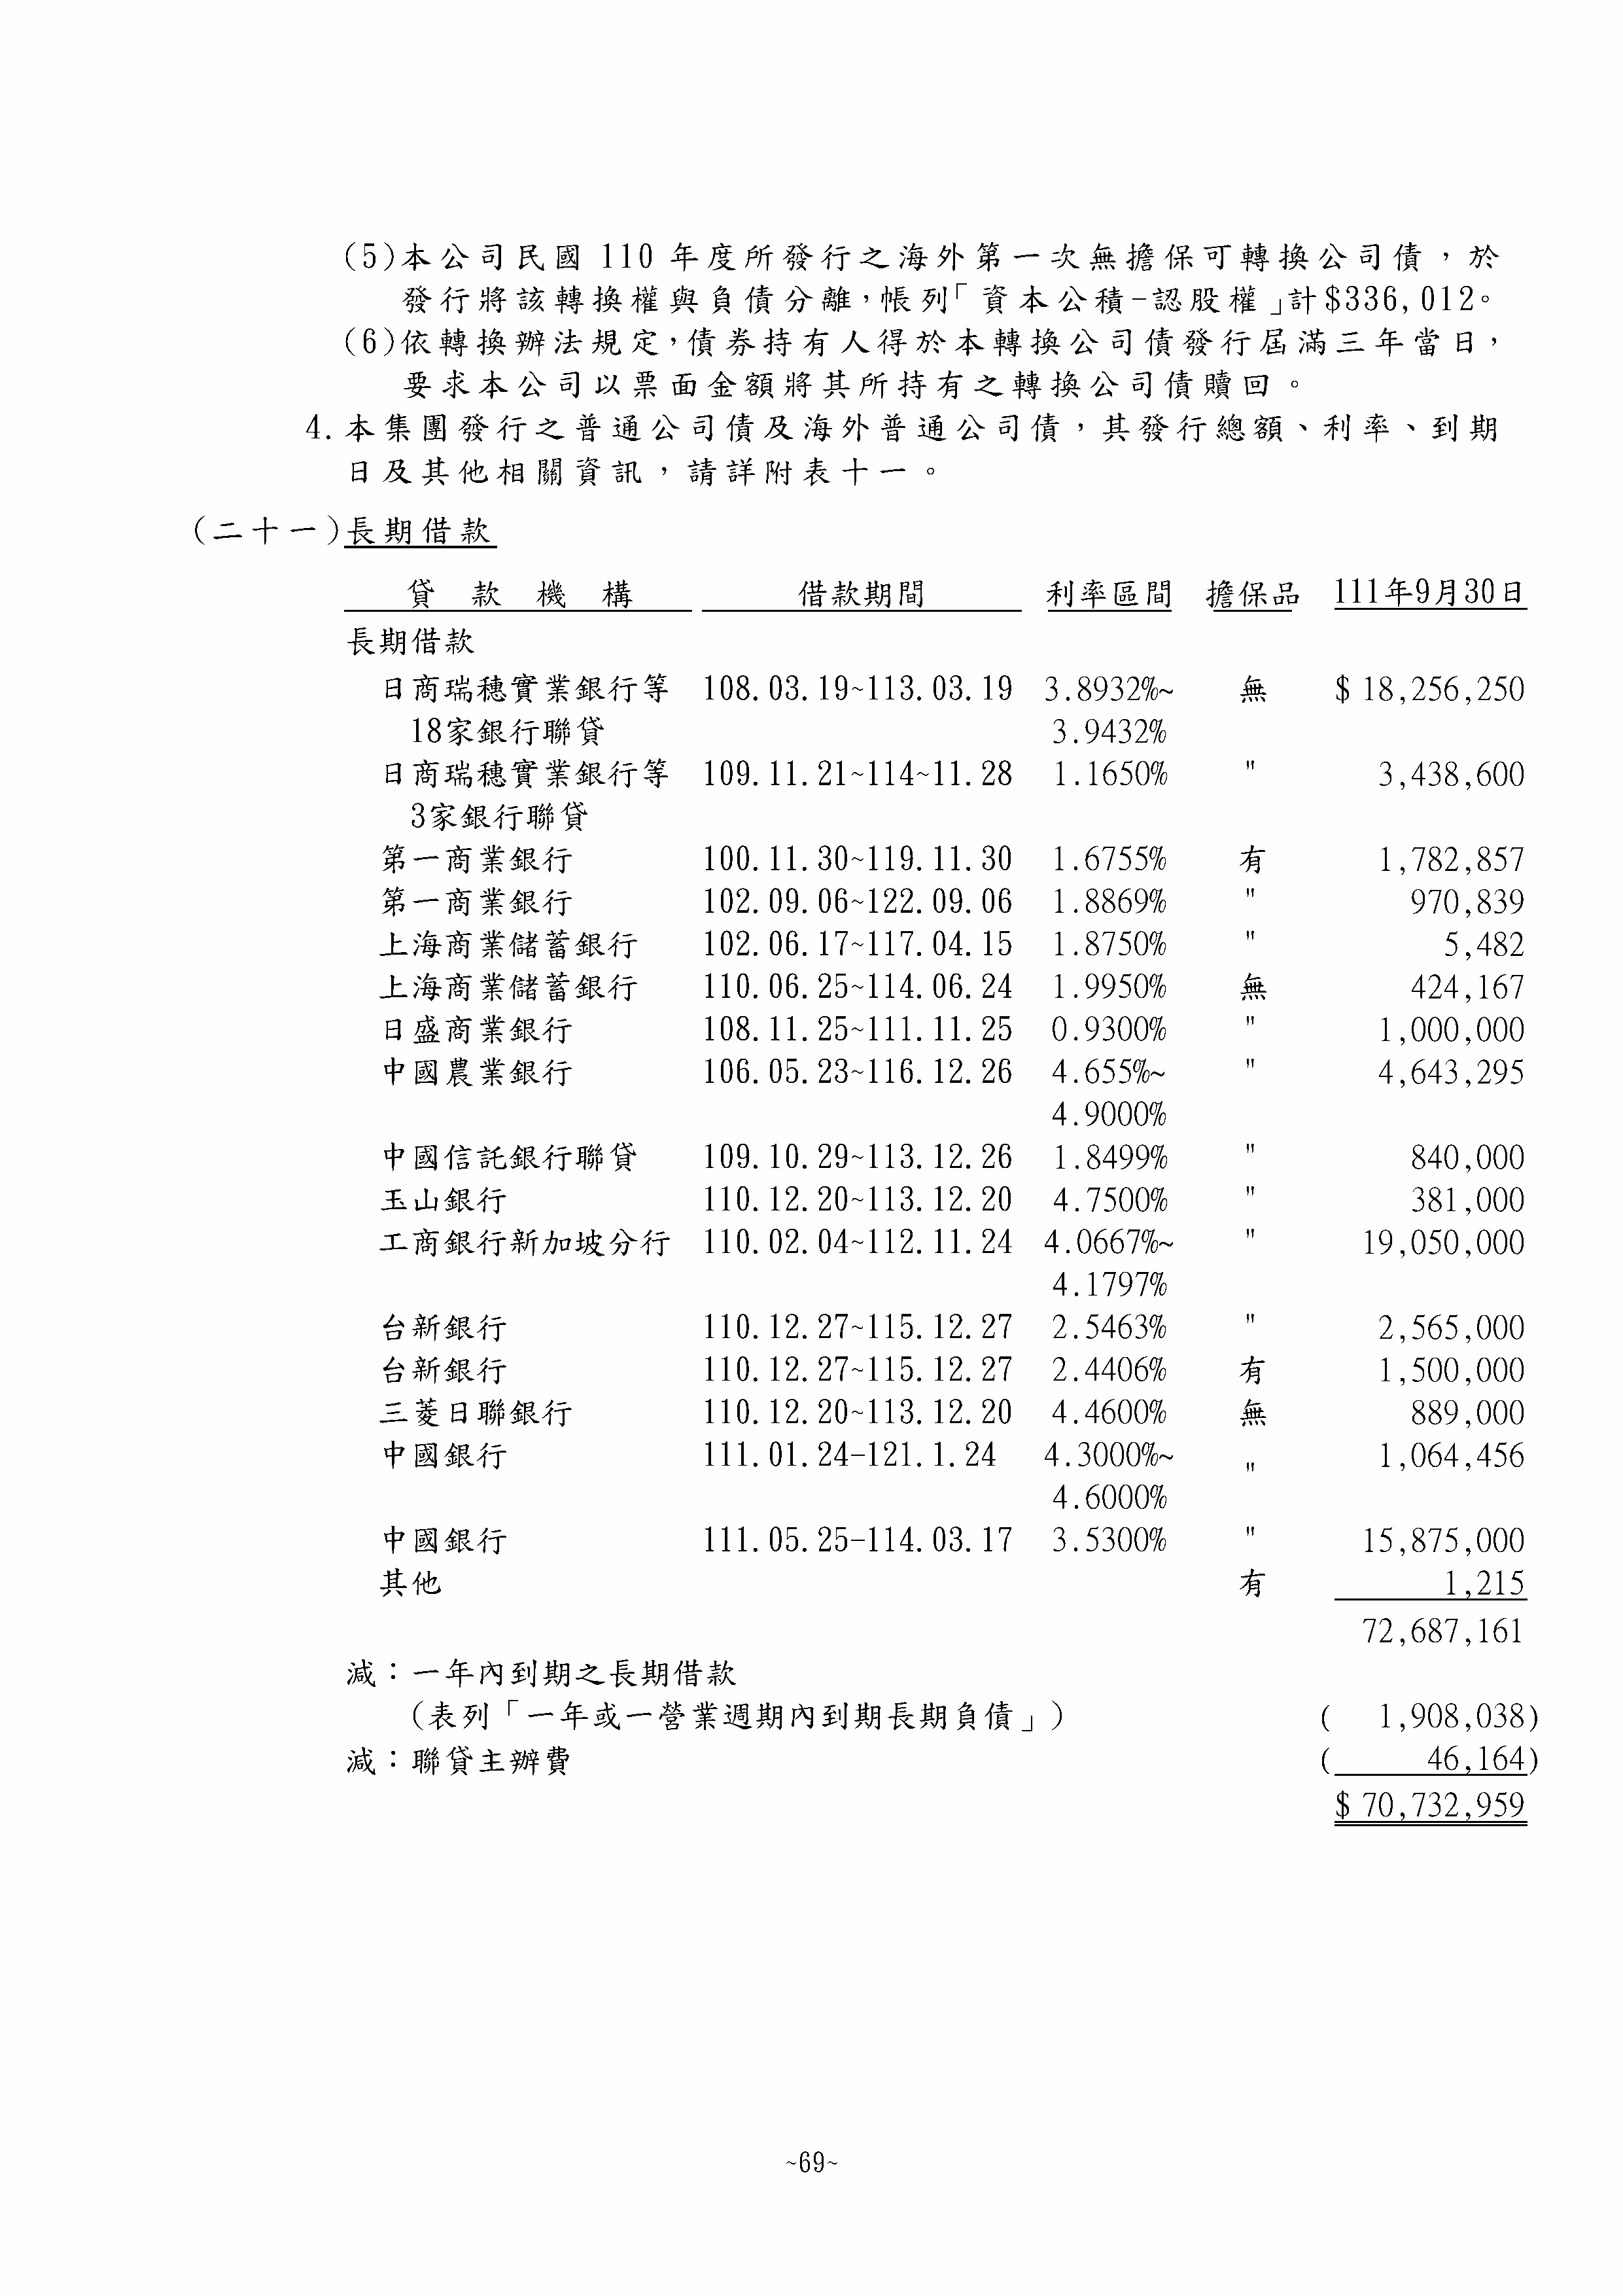 (5)本公司民國 110 年度所發行之海外第一次無擔保可轉換公司債，於
發行將該轉換權與負債分離，帳列「資本公積-認股權」計$336,012。
(6)依轉換辦法規定，債券持有人得於本轉換公司債發行屆滿三年當日，
要求本公司以票面金額將其所持有之轉換公司債贖回。
4.本集團發行之普通公司債及海外普通公司債，其發行總額、利率、到期
日及其他相關資訊，請詳附表十一。
(二十一)長期借款
貸 款 機 構 借款期間 利率區間 擔保品 111年9月30日
長期借款
日商瑞穗實業銀行等 108.03.19~113.03.19 3.8932%~ 無 $ 18,256,250
18家銀行聯貸 3.9432%
日商瑞穗實業銀行等 109.11.21~114~11.28 1.1650% " 3,438,600
3家銀行聯貸
第一商業銀行 100.11.30~119.11.30 1.6755% 有 1,782,857
第一商業銀行 102.09.06~122.09.06 1.8869% " 970,839
上海商業儲蓄銀行 102.06.17~117.04.15 1.8750% " 5,482
上海商業儲蓄銀行 110.06.25~114.06.24 1.9950% 無 424,167
日盛商業銀行 108.11.25~111.11.25 0.9300% " 1,000,000
中國農業銀行 106.05.23~116.12.26 4.655%~ " 4,643,295
4.9000%
中國信託銀行聯貸 109.10.29~113.12.26 1.8499% " 840,000
玉山銀行 110.12.20~113.12.20 4.7500% " 381,000
工商銀行新加坡分行 110.02.04~112.11.24 4.0667%~ " 19,050,000
4.1797%
台新銀行 110.12.27~115.12.27 2.5463% " 2,565,000
台新銀行 110.12.27~115.12.27 2.4406% 有 1,500,000
三菱日聯銀行 110.12.20~113.12.20 4.4600% 無 889,000
中國銀行 111.01.24-121.1.24 4.3000%~ " 1,064,456
4.6000%
中國銀行 111.05.25-114.03.17 3.5300% " 15,875,000
其他 有 1,215
72,687,161
減：一年內到期之長期借款
(表列「一年或一營業週期內到期長期負債」) ( 1,908,038)
減：聯貸主辦費 ( 46,164)
$ 70,732,959
~69~